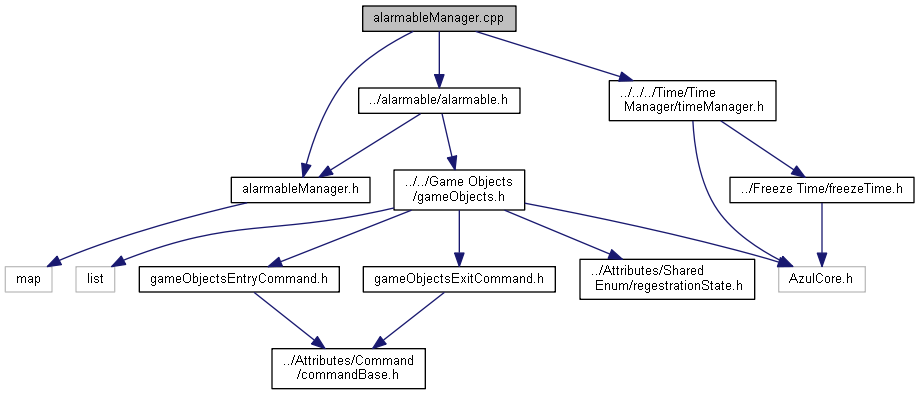 alarmableManager.cpp
../alarmable/alarmable.h
../../../Time/Time
Manager/timeManager.h
alarmableManager.h
../../Game Objects
/gameObjects.h
../Freeze Time/freezeTime.h
map
list
gameObjectsEntryCommand.h
gameObjectsExitCommand.h
../Attributes/Shared
Enum/regestrationState.h
AzulCore.h
../Attributes/Command
/commandBase.h